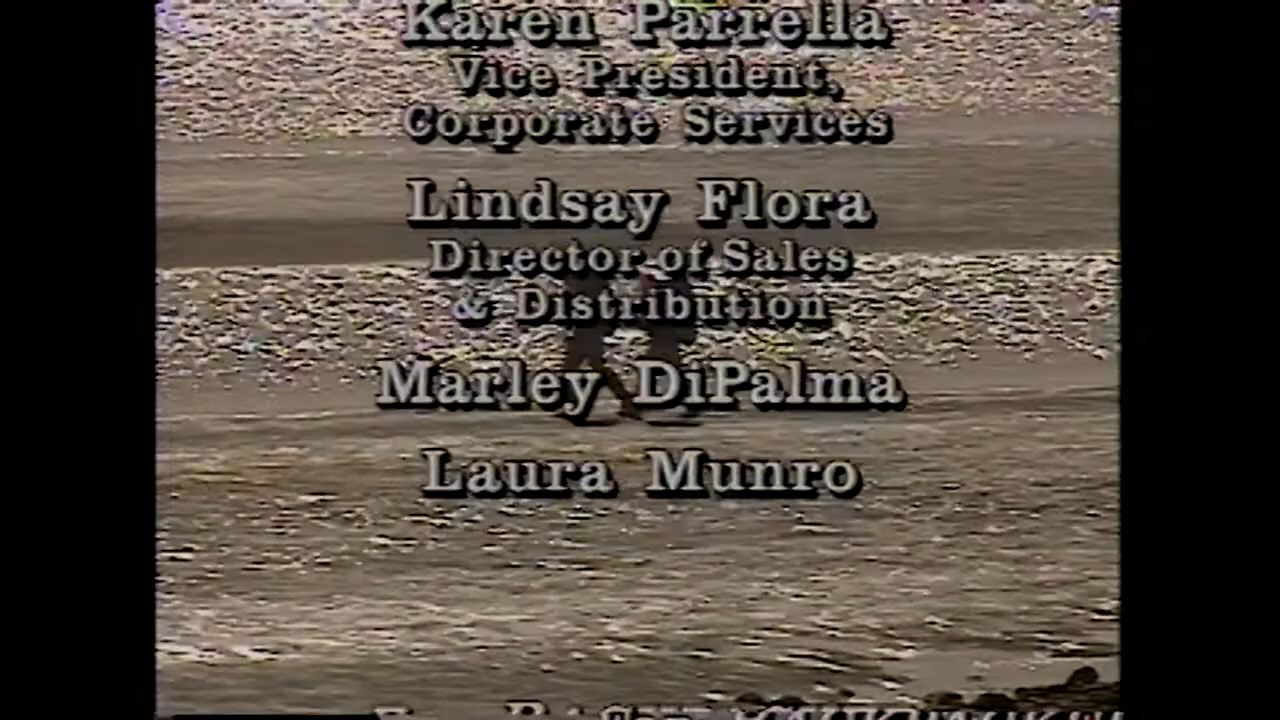 Karen Parrella
Vice President,
Corporate Services
Lindsay Flora
Director of Sales
& Distribution
Marley DiPalma
Laura Munro